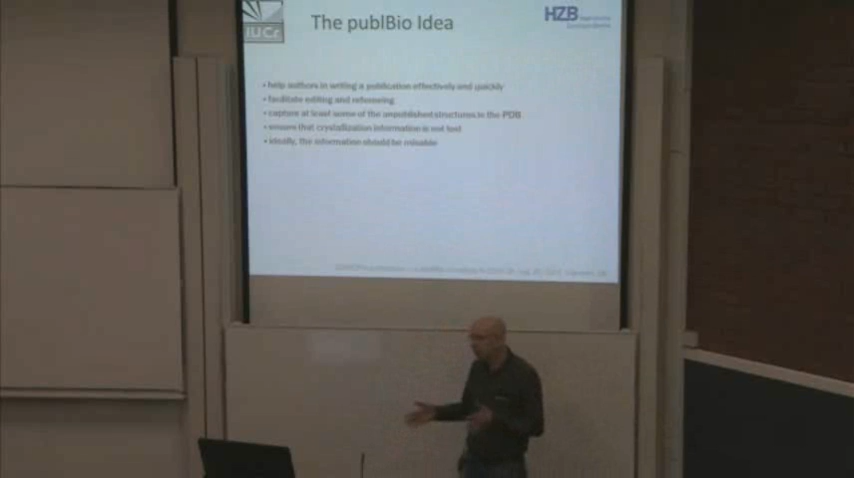 IUCr
The publBio Idea
HZB
• help authors in writing a publication effectively and quickly
• facilitate editing and refereeing
• capture at least some of the unpublished structures in the PDB
• ensure that crystallization information is not lost
• ideally, the information should be minable